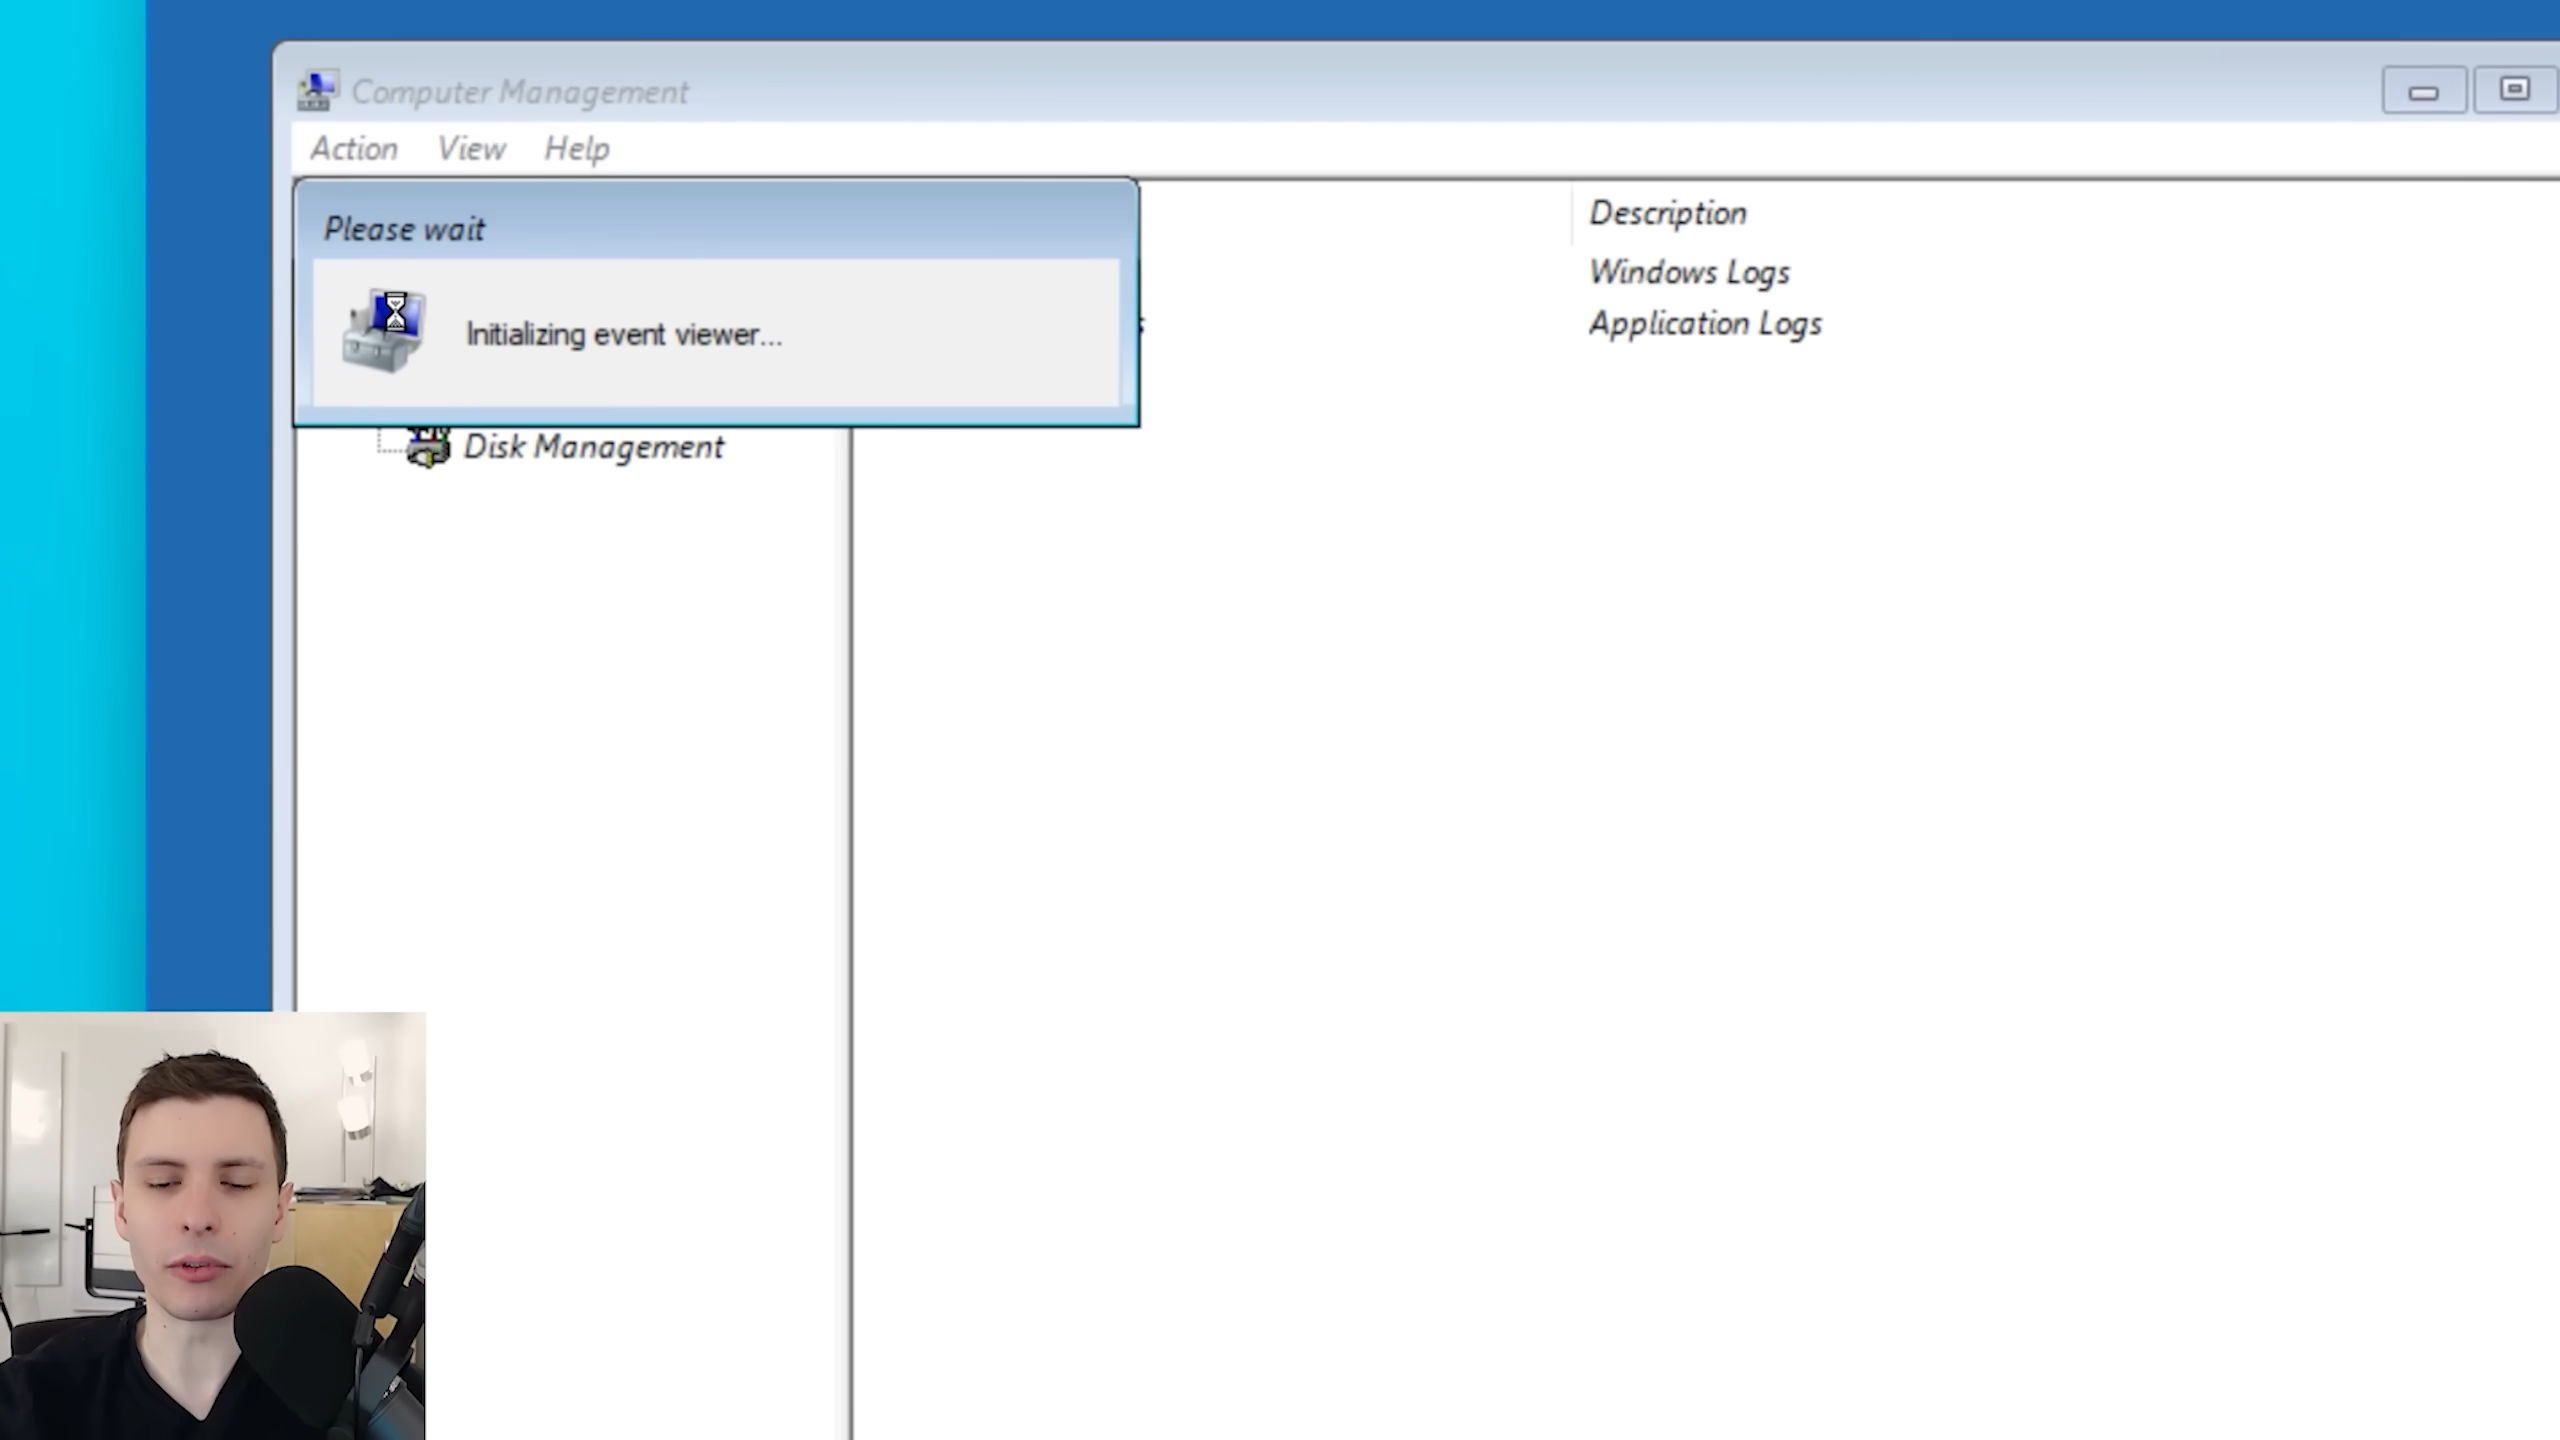 Computer Management
Action View Help
Please wait
Initializing event viewer...
Description
Windows Logs
Application Logs
Disk Management